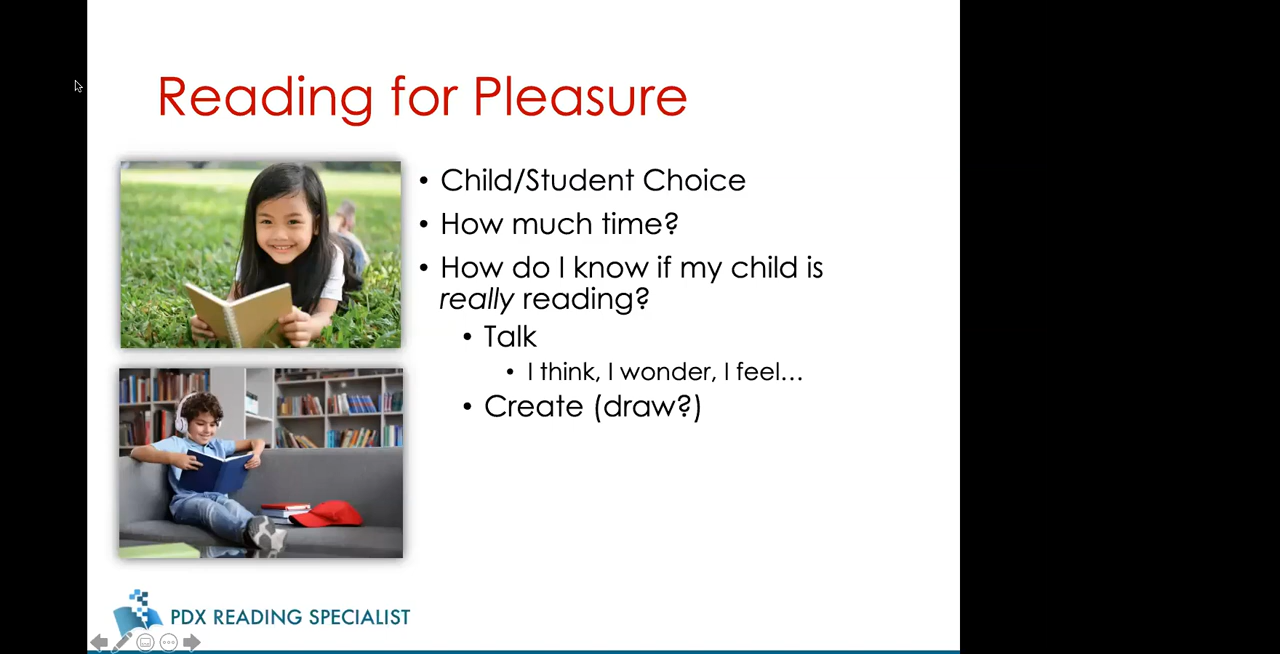 Reading for Pleasure
• Child/Student Choice
• How much time?
• How do I know if my child is
really reading?
• Talk
• I think, I wonder, I feel...
• Create (draw?)
PDX READING SPECIALIST